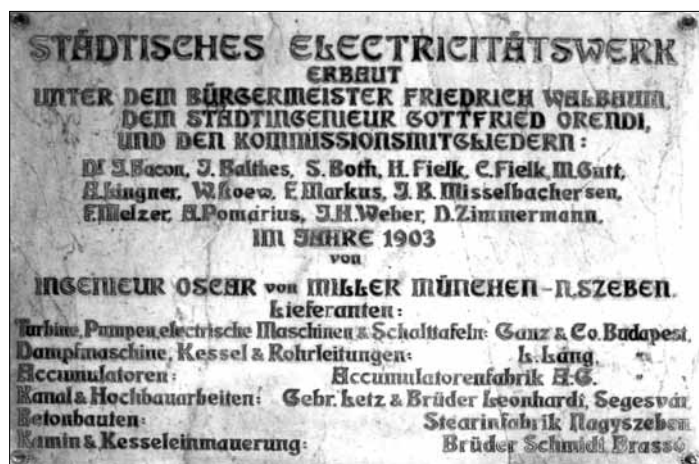 STÄDTISCHES ELECTRICITÄTSWERK
ERBAUT
UNTER DEM BÜRGERMEISTER FRIEDRICH WALBAUM,
DEM STÄDTINGENIEUR GOTTFRIED ORENDI,
UND DEN KOMMISSIONSMITGLIEDERN:
Dr J. Bacon, J. Balthes, S. Both, H. Fielk, C. Fielk, M. Gutt,
A. Lingner, W. Loew, F. Markus, J. B. Misselbacher sen,
F. Melzer, A. Pomarius, J. H. Weber, D. Zimmermann,
IM JAHRE 1903
von
INGENIEUR OSCAR von MILLER MÜNCHEN – N.SZEBEN.
Lieferanten:
Turbine, Pumpen, electrische Maschinen & Schalttafeln: Ganz & Co. Budapest,
Dampfmaschine, Kessel & Rohrleitungen: L. Láng, "
Accumulatoren: Accumulatorenfabrik A.G. "
Kanal & Hochbauarbeiten: Gebr. Letz & Brüder Leonhardi, Segesvár,
Betonbauten: Stearinfabrik Nagyszeben
Kamin & Kesseleinmauerung: Brüder Schmidt Brassó